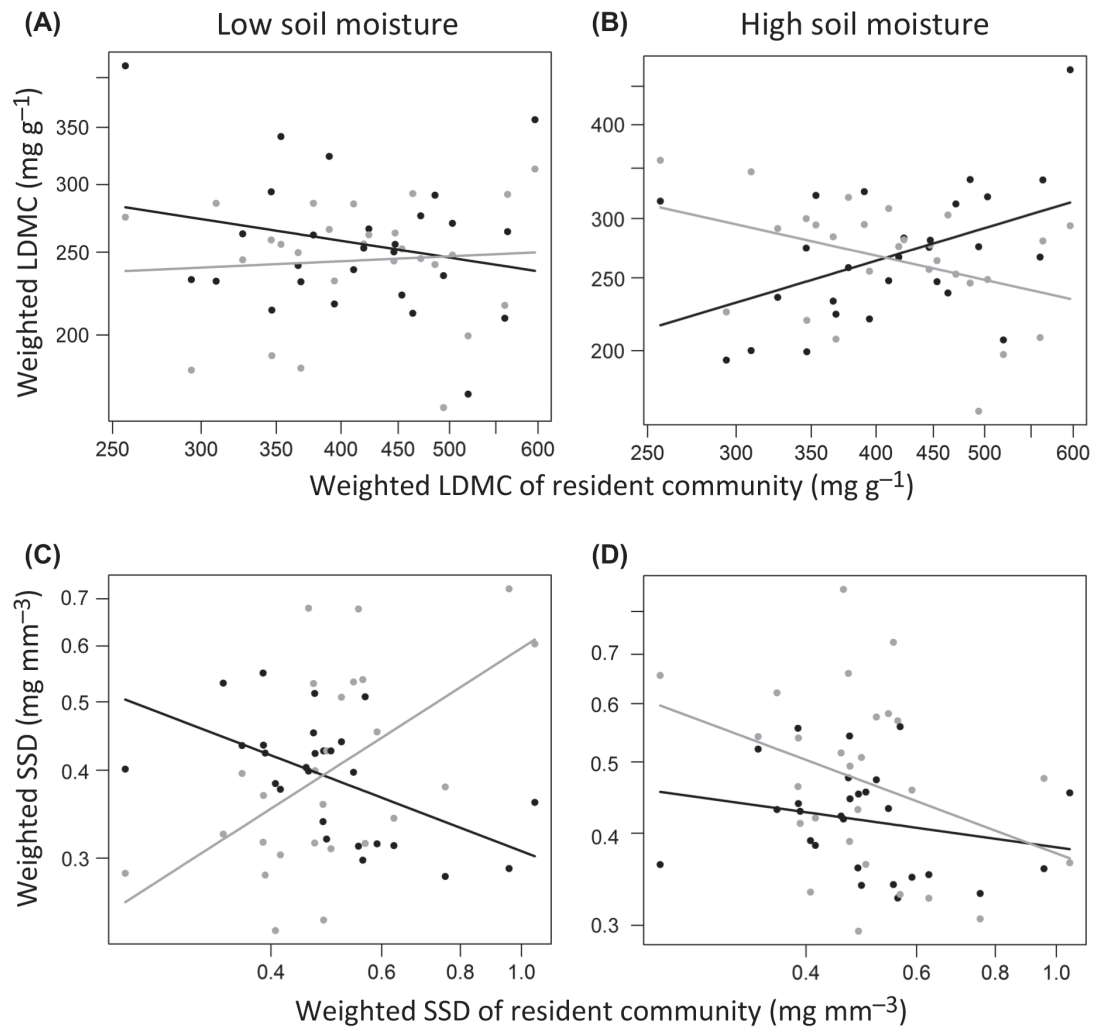 (A) Low soil moisture (B) High soil moisture
Weighted LDMC (mg g⁻¹)
350
300
250
200
400
300
250
200
250 300 350 400 450 500 600
250 300 350 400 450 500 600
Weighted LDMC of resident community (mg g⁻¹)
(C) (D)
Weighted SSD (mg mm⁻³)
0.7
0.6
0.5
0.4
0.3
0.7
0.6
0.5
0.4
0.3
0.4 0.6 0.8 1.0
0.4 0.6 0.8 1.0
Weighted SSD of resident community (mg mm⁻³)